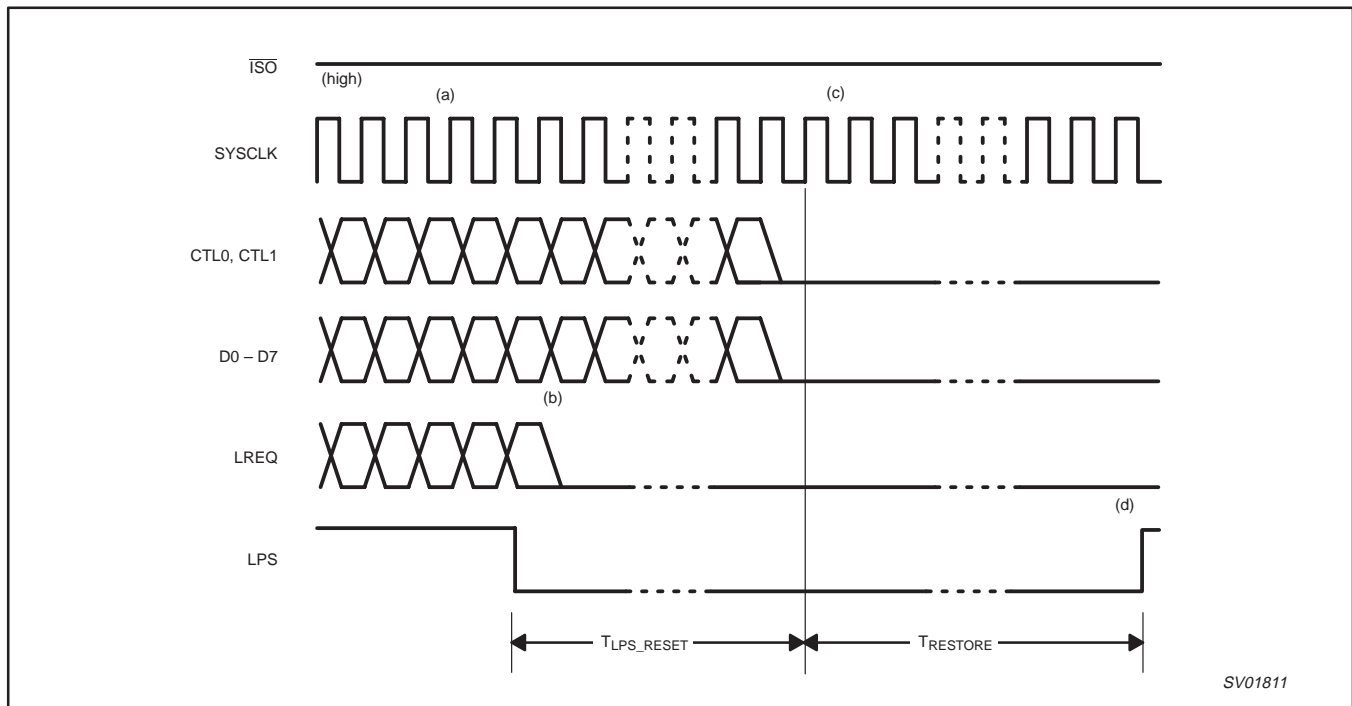 ISO
(high)
(a)
(c)
SYSCLK
CTL0, CTL1
D0 – D7
(b)
LREQ
(d)
LPS
TLPS_RESET
TRESTORE
SV01811